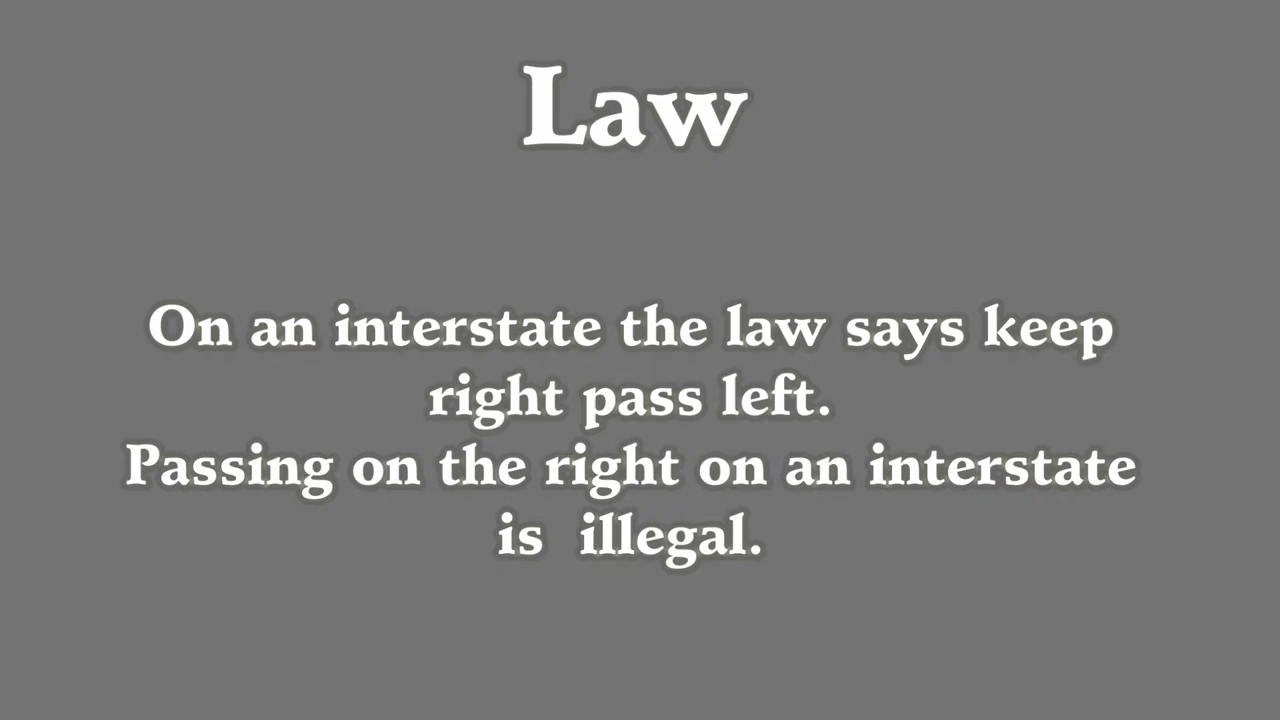 Law
On an interstate the law says keep
right pass left.
Passing on the right on an interstate
is illegal.